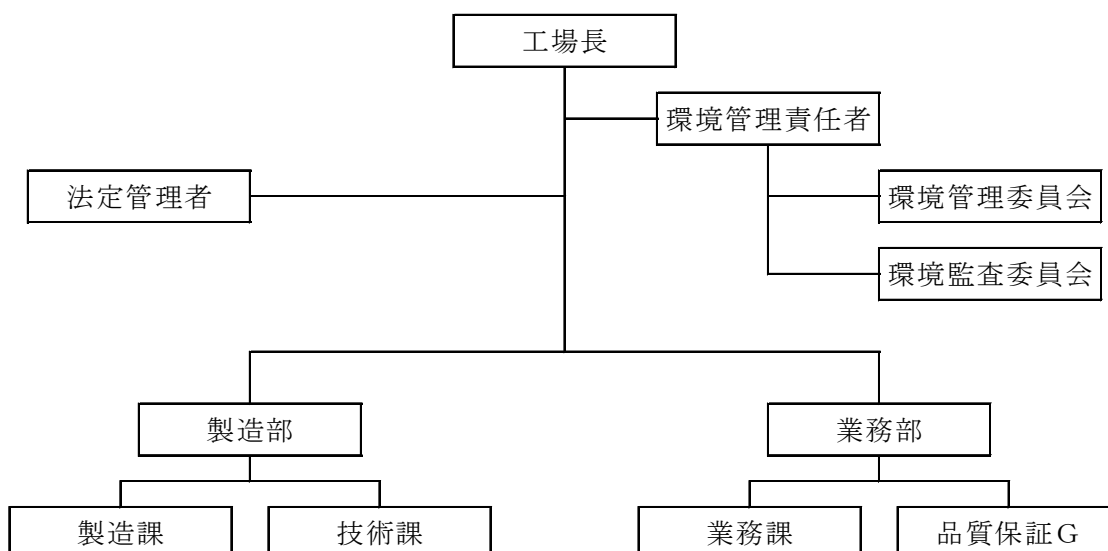 工場長
環境管理責任者
法定管理者
環境管理委員会
環境監査委員会
製造部
業務部
製造課
技術課
業務課
品質保証G